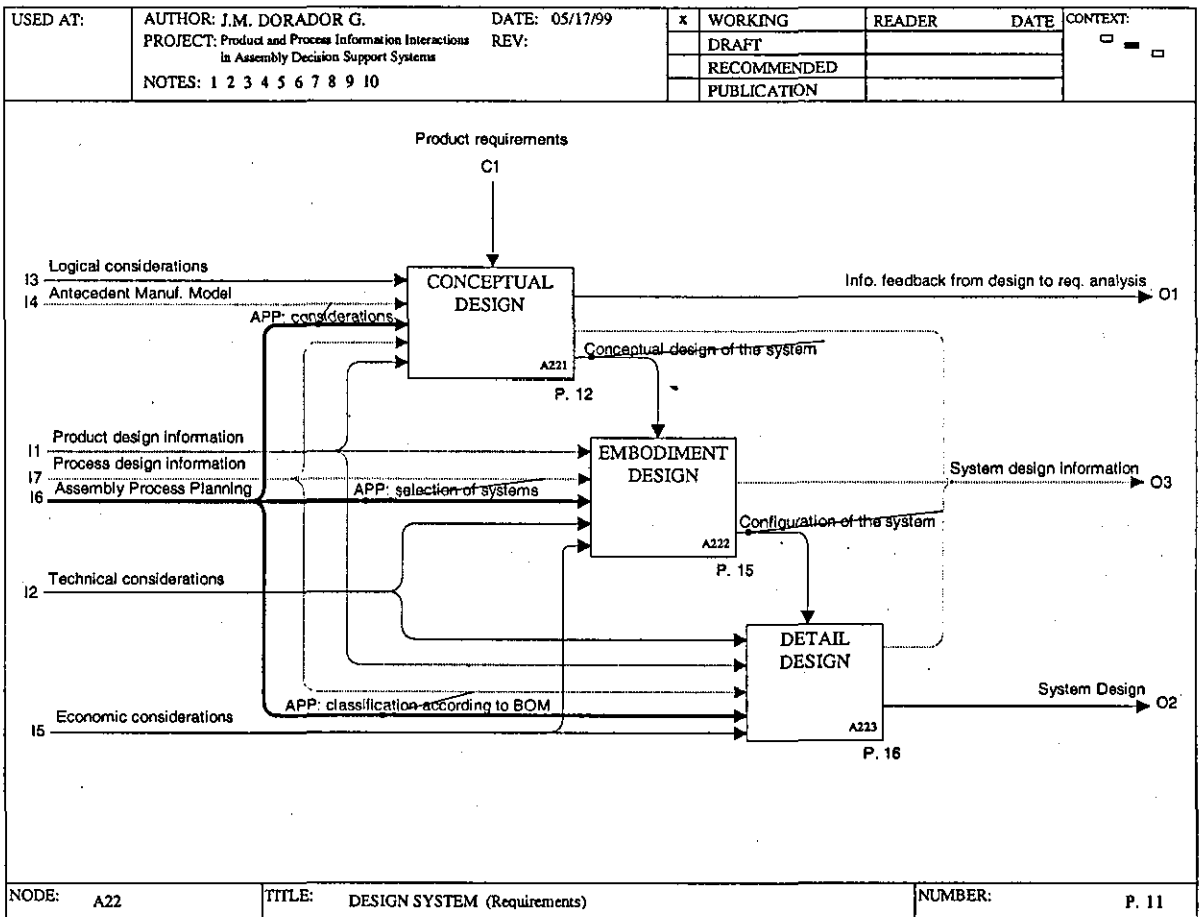 USED AT:
AUTHOR: J.M. DORADOR G.
DATE: 05/17/99
PROJECT: Product and Process Information Interactions
in Assembly Decision Support Systems
REV:
NOTES: 1 2 3 4 5 6 7 8 9 10
x WORKING
DRAFT
RECOMMENDED
PUBLICATION
READER DATE
CONTEXT:
Product requirements
C1
I3 Logical considerations
I4 Antecedent Manuf. Model
APP: considerations
CONCEPTUAL
DESIGN
A221
P. 12
Info. feedback from design to req. analysis
O1
Conceptual design of the system
I1 Product design information
I7 Process design information
I6 Assembly Process Planning
APP: selection of systems
EMBODIMENT
DESIGN
A222
P. 15
System design information
O3
Configuration of the system
I2 Technical considerations
DETAIL
DESIGN
A223
P. 16
APP: classification according to BOM
I5 Economic considerations
System Design
O2
NODE: A22
TITLE: DESIGN SYSTEM (Requirements)
NUMBER: P. 11